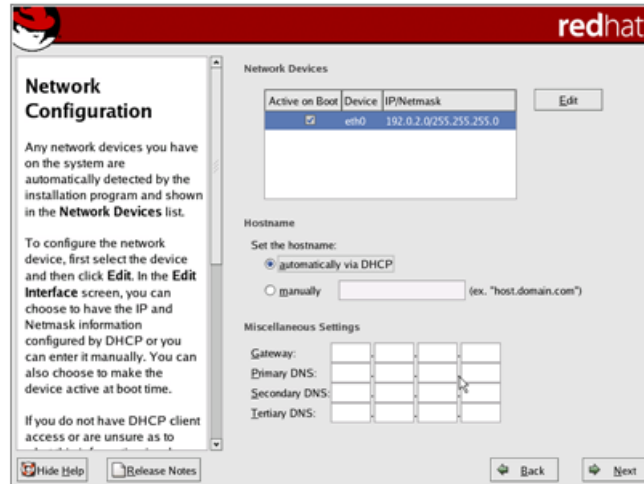 redhat
Network
Configuration
Any network devices you have
on the system are
automatically detected by the
installation program and shown
in the Network Devices list.
To configure the network
device, first select the device
and then click Edit. In the Edit
Interface screen, you can
choose to have the IP and
Netmask information
configured by DHCP or you
can enter it manually. You can
also choose to make the
device active at boot time.
If you do not have DHCP client
access or are unsure as to
Network Devices
Active on Boot Device IP/Netmask
eth0 192.0.2.0/255.255.255.0
Edit
Hostname
Set the hostname:
automatically via DHCP
manually (ex. "host.domain.com")
Miscellaneous Settings
Gateway:
Primary DNS:
Secondary DNS:
Tertiary DNS:
Hide Help
Release Notes
Back
Next